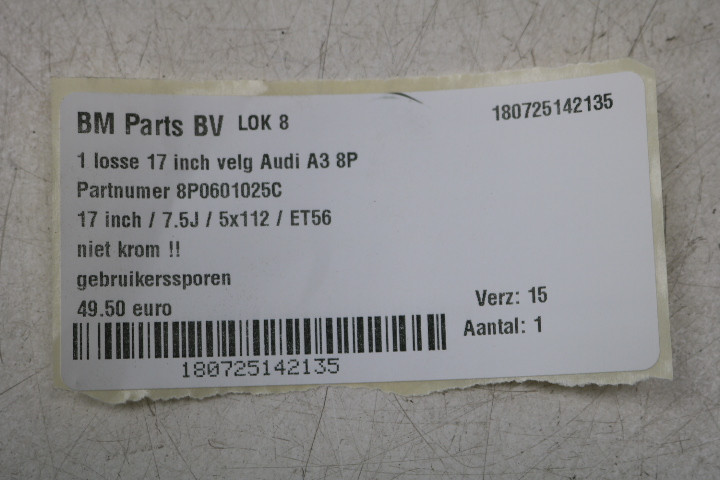 BM Parts BV LOK 8 180725142135
1 losse 17 inch velg Audi A3 8P
Partnumer 8P0601025C
17 inch / 7.5J / 5x112 / ET56
niet krom !!
gebruikerssporen
49.50 euro
Verz: 15
Aantal: 1
180725142135